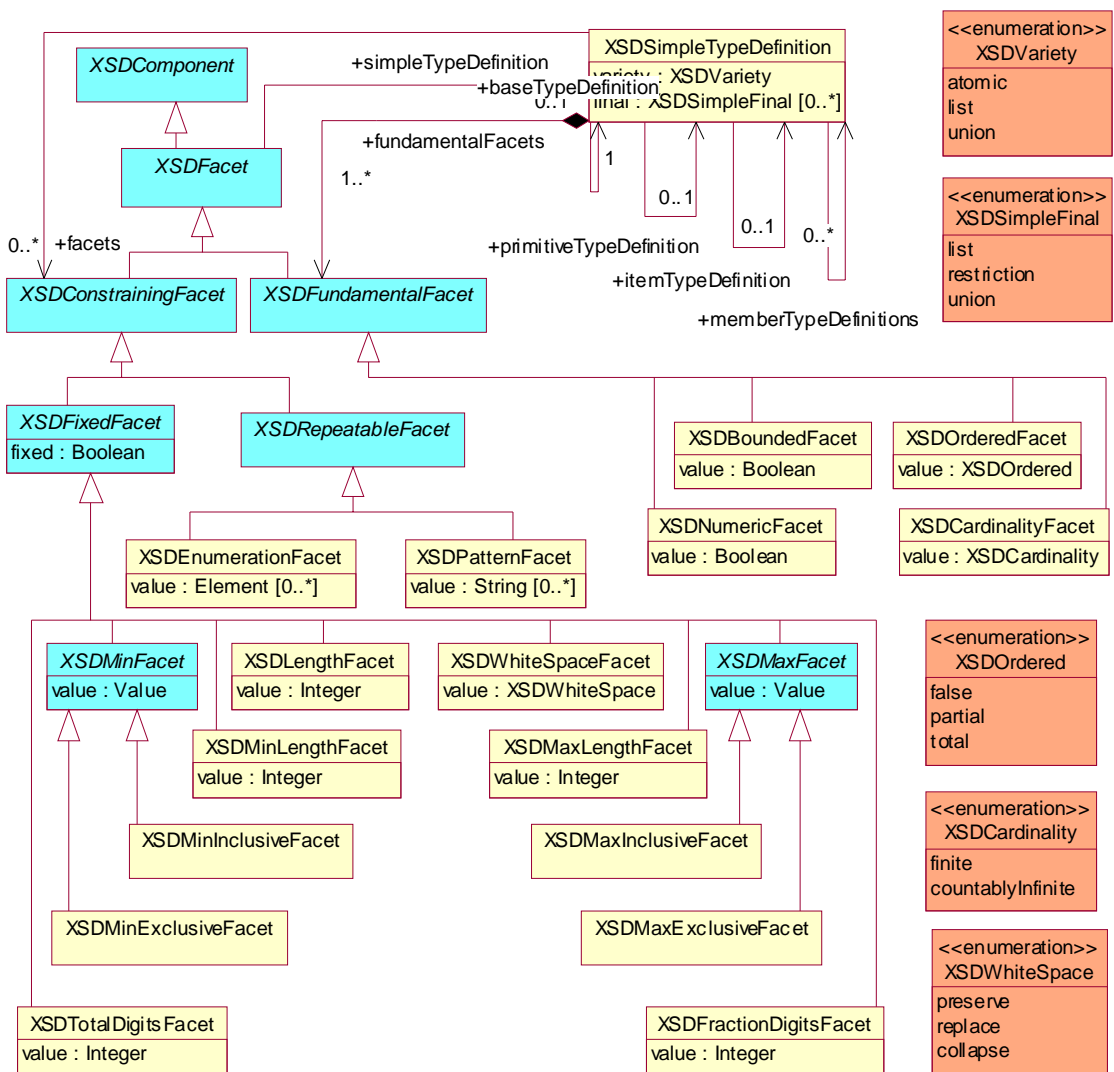 XSDComponent
+simpleTypeDefinition
XSDSimpleTypeDefinition
variety : XSDVariety
final : XSDSimpleFinal [0..*]
+baseTypeDefinition
0..1
<<enumeration>>
XSDVariety
atomic
list
union
XSDFacet
+fundamentalFacets
1..*
1
0..1
0..1
0..*
<<enumeration>>
XSDSimpleFinal
list
restriction
union
0..*
+facets
+primitiveTypeDefinition
+itemTypeDefinition
+memberTypeDefinitions
XSDConstrainingFacet
XSDFundamentalFacet
XSDFixedFacet
fixed : Boolean
XSDRepeatableFacet
XSDBoundedFacet
value : Boolean
XSDOrderedFacet
value : XSDOrdered
XSDNumericFacet
value : Boolean
XSDCardinalityFacet
value : XSDCardinality
XSDEnumerationFacet
value : Element [0..*]
XSDPatternFacet
value : String [0..*]
XSDMinFacet
value : Value
XSDLengthFacet
value : Integer
XSDWhiteSpaceFacet
value : XSDWhiteSpace
XSDMaxFacet
value : Value
<<enumeration>>
XSDOrdered
false
partial
total
XSDMinLengthFacet
value : Integer
XSDMaxLengthFacet
value : Integer
XSDMinInclusiveFacet
XSDMaxInclusiveFacet
<<enumeration>>
XSDCardinality
finite
countablyInfinite
XSDMinExclusiveFacet
XSDMaxExclusiveFacet
<<enumeration>>
XSDWhiteSpace
preserve
replace
collapse
XSDTotalDigitsFacet
value : Integer
XSDFractionDigitsFacet
value : Integer